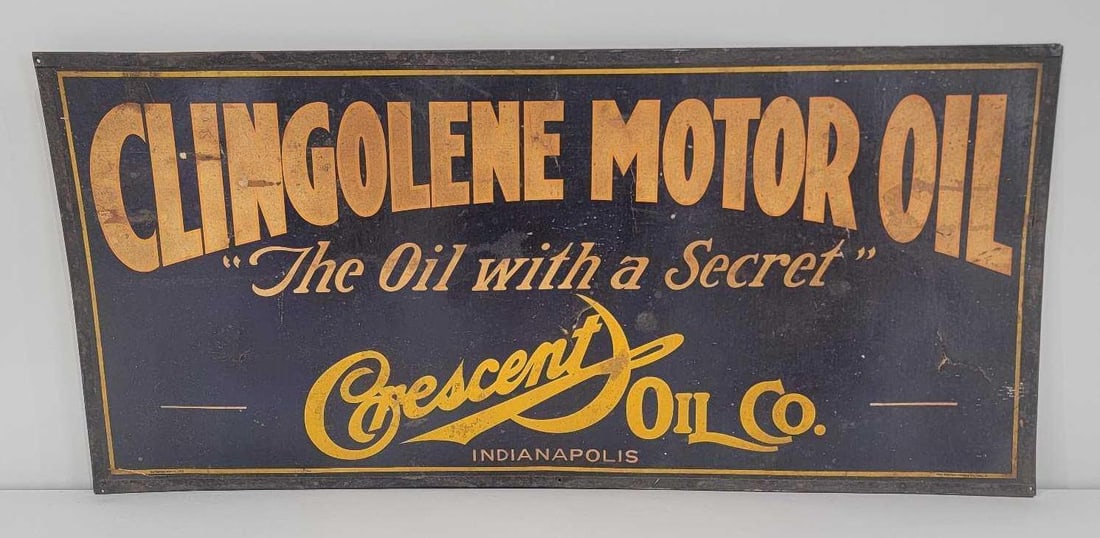 CLINGOLENE MOTOR OIL
"The Oil with a Secret"
Crescent OIL CO.
INDIANAPOLIS